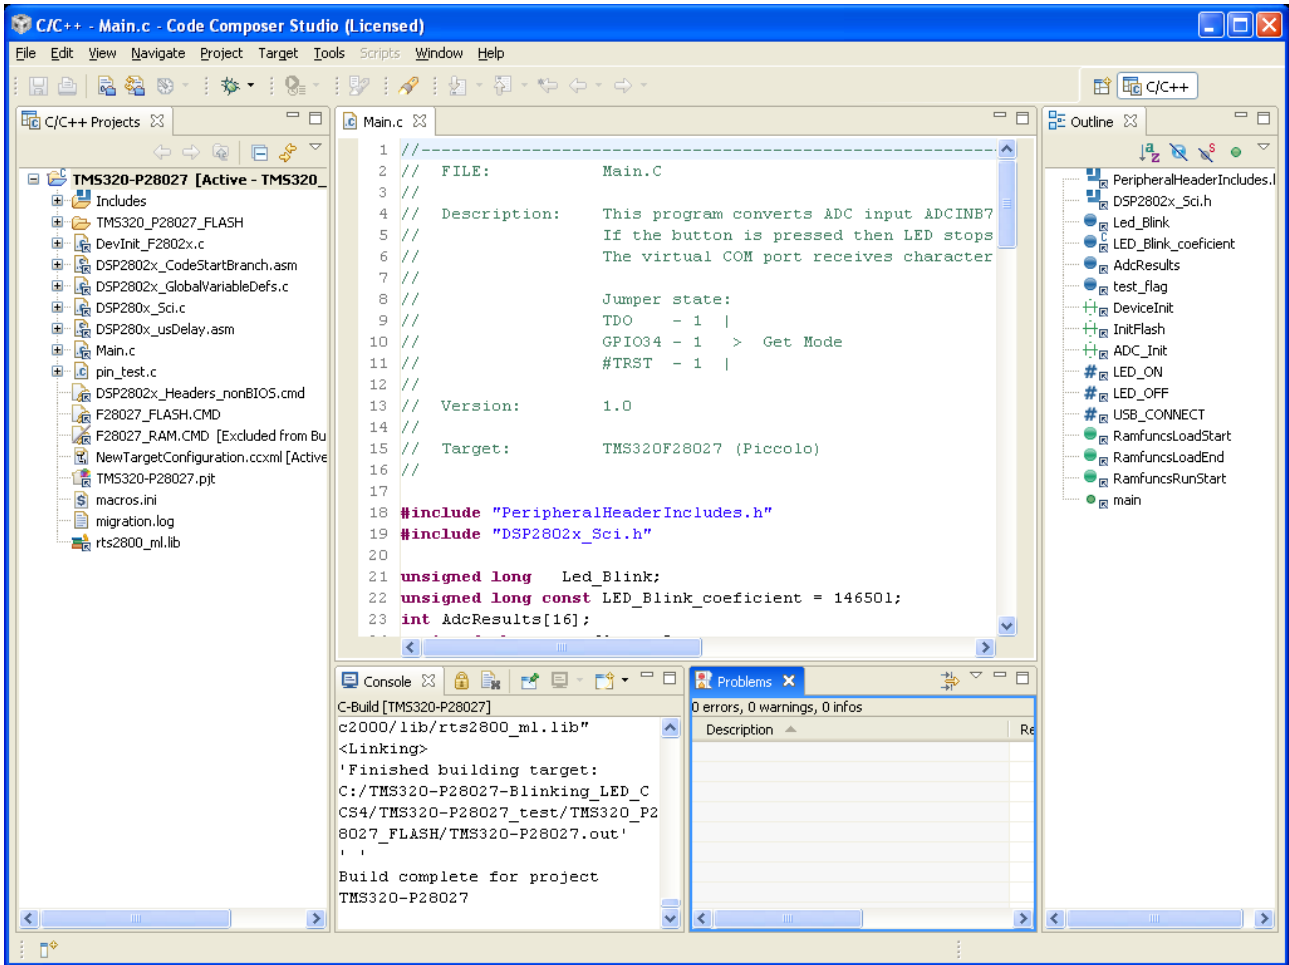 C/C++ - Main.c - Code Composer Studio (Licensed)
File Edit View Navigate Project Target Tools Scripts Window Help
C/C++
C/C++ Projects
TMS320-P28027 [Active - TMS320_
Includes
TMS320_P28027_FLASH
DevInit_F2802x.c
DSP2802x_CodeStartBranch.asm
DSP2802x_GlobalVariableDefs.c
DSP280x_Sci.c
DSP280x_usDelay.asm
Main.c
pin_test.c
DSP2802x_Headers_nonBIOS.cmd
F28027_FLASH.CMD
F28027_RAM.CMD [Excluded from Bu
NewTargetConfiguration.ccxml [Active
TMS320-P28027.pjt
macros.ini
migration.log
rts2800_ml.lib
Main.c
1 //----------------------------------------------------------
2 // FILE: Main.C
3 //
4 // Description: This program converts ADC input ADCINB7
5 // If the button is pressed then LED stops
6 // The virtual COM port receives character
7 //
8 // Jumper state:
9 // TDO - 1 |
10 // GPIO34 - 1 > Get Mode
11 // #TRST - 1 |
12 //
13 // Version: 1.0
14 //
15 // Target: TMS320F28027 (Piccolo)
16 //
17
18 #include "PeripheralHeaderIncludes.h"
19 #include "DSP2802x_Sci.h"
20
21 unsigned long Led_Blink;
22 unsigned long const LED_Blink_coeficient = 146501;
23 int AdcResults[16];
Outline
PeripheralHeaderIncludes.l
DSP2802x_Sci.h
Led_Blink
LED_Blink_coeficient
AdcResults
test_flag
DeviceInit
InitFlash
ADC_Init
LED_ON
LED_OFF
USB_CONNECT
RamfuncsLoadStart
RamfuncsLoadEnd
RamfuncsRunStart
main
Console
C-Build [TMS320-P28027]
c2000/lib/rts2800_ml.lib"
<Linking>
'Finished building target:
C:/TMS320-P28027-Blinking_LED_C
CS4/TMS320-P28027_test/TMS320_P2
8027_FLASH/TMS320-P28027.out'
' '
Build complete for project
TMS320-P28027
Problems
0 errors, 0 warnings, 0 infos
Description Re